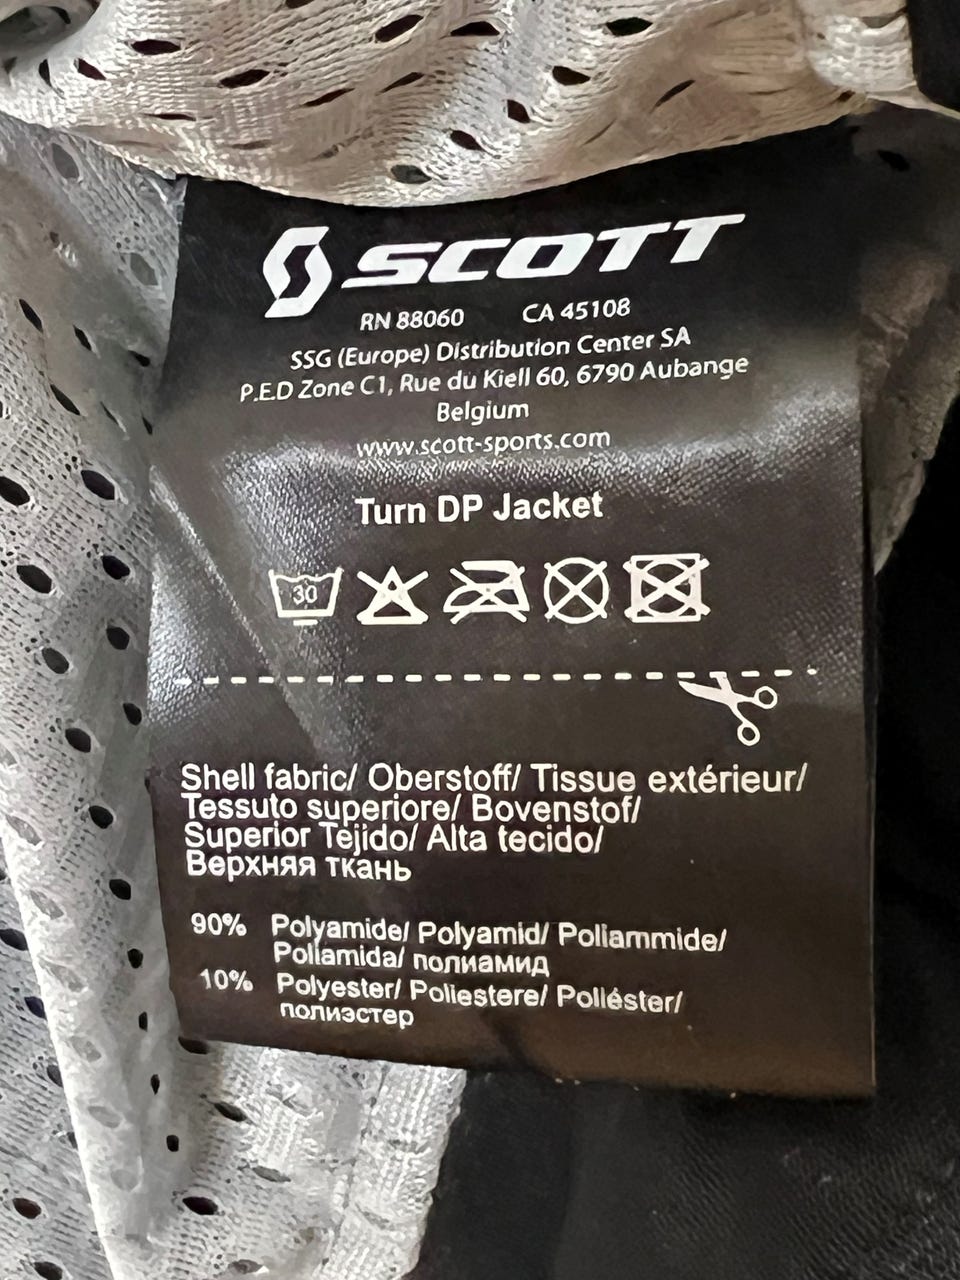 SCOTT
RN 88060 CA 45108
SSG (Europe) Distribution Center SA
P.E.D Zone C1, Rue du Kiell 60, 6790 Aubange
Belgium
www.scott-sports.com
Turn DP Jacket
30
Shell fabric/ Oberstoff/ Tissue extérieur/
Tessuto superiore/ Bovenstof/
Superior Tejido/ Alta tecido/
Верхняя ткань
90% Polyamide/ Polyamid/ Poliammide/
Poliamida/ полиамид
10% Polyester/ Poliestere/ Poliéster/
полиэстер